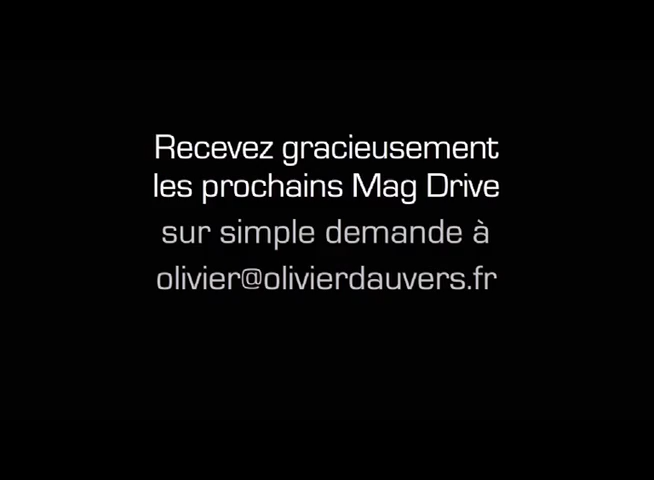 Recevez gracieusement
les prochains Mag Drive
sur simple demande à
olivier@olivierdauvers.fr